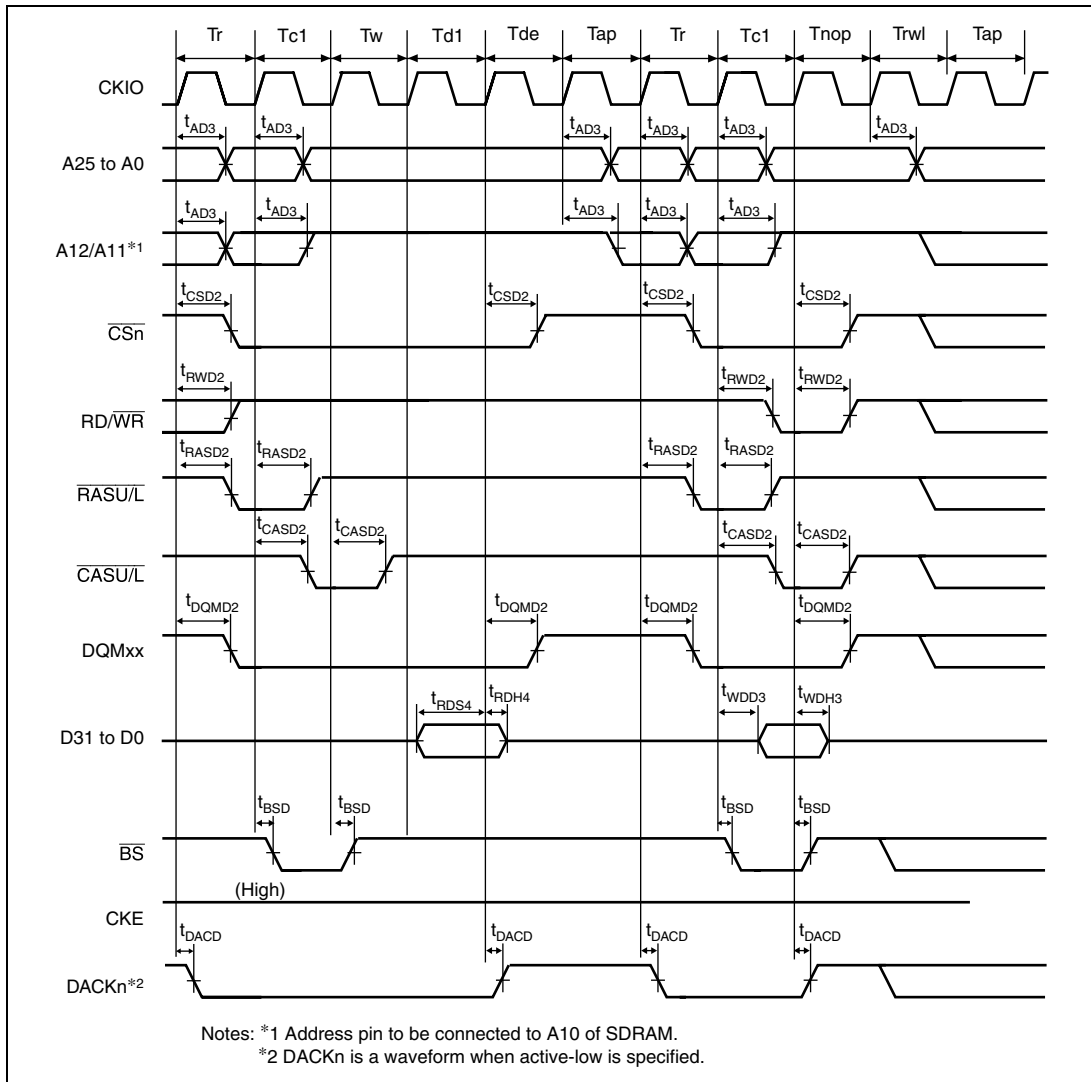 Tr Tc1 Tw Td1 Tde Tap Tr Tc1 Tnop Trwl Tap
CKIO
tAD3 tAD3 tAD3 tAD3 tAD3 tAD3
A25 to A0
tAD3 tAD3 tAD3 tAD3 tAD3
A12/A11*1
tCSD2 tCSD2 tCSD2 tCSD2
CSn
tRWD2 tRWD2 tRWD2
RD/WR
tRASD2 tRASD2 tRASD2 tRASD2
RASU/L
tCASD2 tCASD2 tCASD2 tCASD2
CASU/L
tDQMD2 tDQMD2 tDQMD2 tDQMD2
DQMxx
tRDS4 tRDH4 tWDD3 tWDH3
D31 to D0
tBSD tBSD tBSD tBSD
BS
(High)
CKE
tDACD tDACD tDACD tDACD
DACKn*2
Notes: *1 Address pin to be connected to A10 of SDRAM.
*2 DACKn is a waveform when active-low is specified.